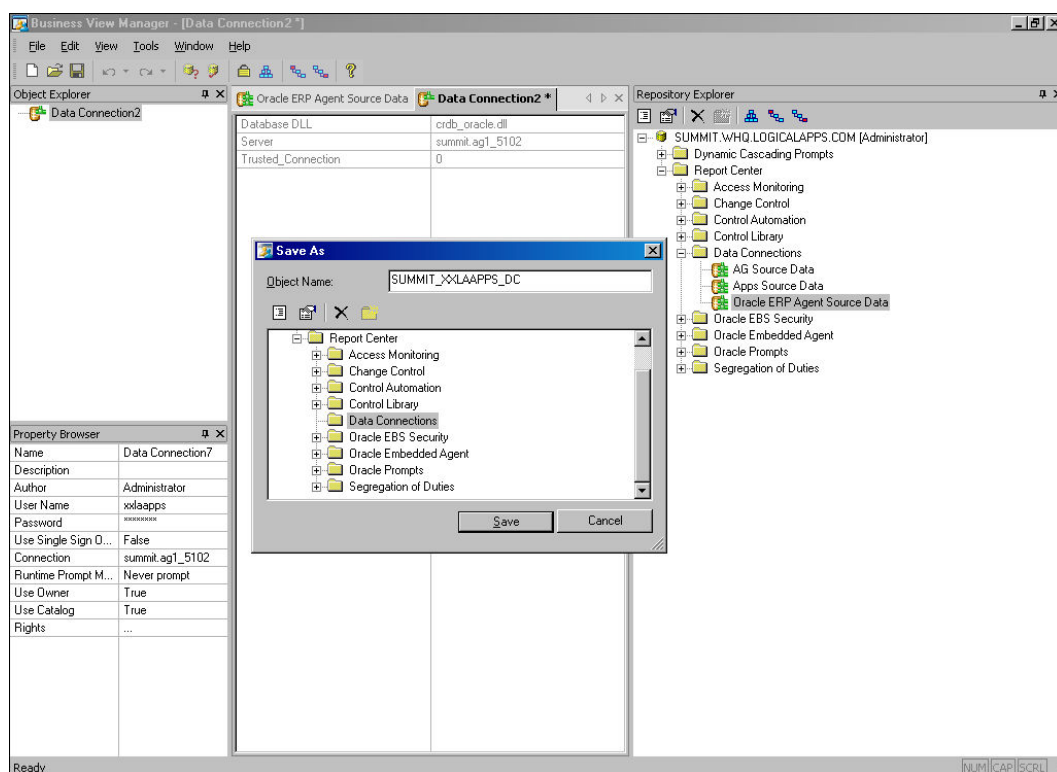 Business View Manager - [Data Connection2 *]
File Edit View Tools Window Help
Object Explorer
Data Connection2
Oracle ERP Agent Source Data
Data Connection2 *
Database DLL crdb_oracle.dll
Server summit.ag1_5102
Trusted_Connection 0
Save As
Object Name: SUMMIT_XXLAAPPS_DC
Report Center
Access Monitoring
Change Control
Control Automation
Control Library
Data Connections
Oracle EBS Security
Oracle Embedded Agent
Oracle Prompts
Segregation of Duties
Save Cancel
Repository Explorer
SUMMIT.WHQ.LOGICALAPPS.COM [Administrator]
Dynamic Cascading Prompts
Report Center
Access Monitoring
Change Control
Control Automation
Control Library
Data Connections
AG Source Data
Apps Source Data
Oracle ERP Agent Source Data
Oracle EBS Security
Oracle Embedded Agent
Oracle Prompts
Segregation of Duties
Property Browser
Name Data Connection7
Description
Author Administrator
User Name xxlaapps
Password ********
Use Single Sign O... False
Connection summit.ag1_5102
Runtime Prompt M... Never prompt
Use Owner True
Use Catalog True
Rights ...
Ready
NUM CAP SCRL